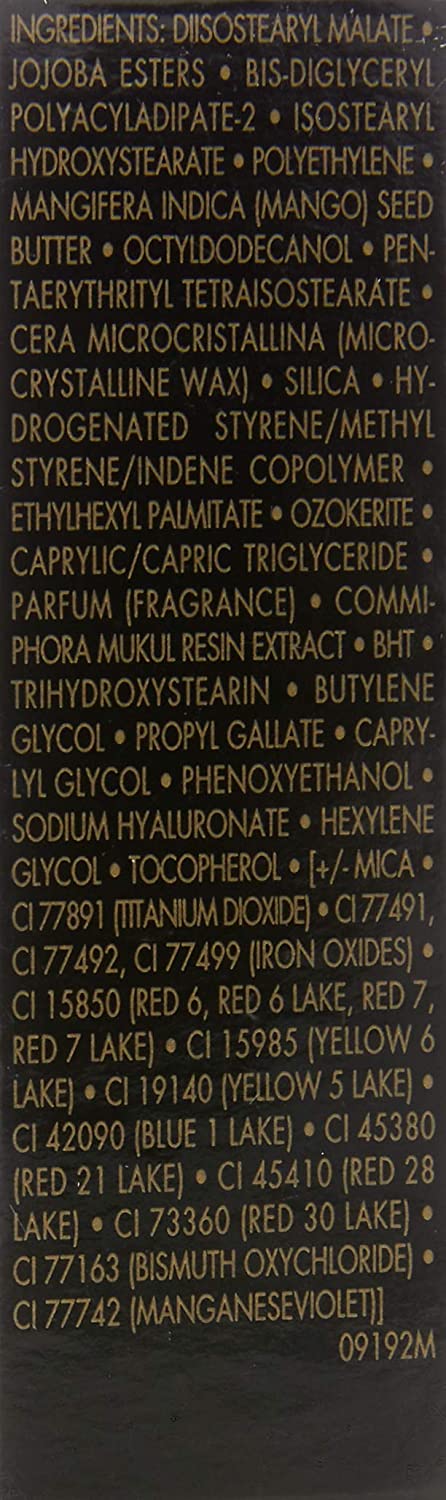 INGREDIENTS: DIISOSTEARYL MALATE •
JOJOBA ESTERS • BIS-DIGLYCERYL
POLYACYLADIPATE-2 • ISOSTEARYL
HYDROXYSTEARATE • POLYETHYLENE •
MANGIFERA INDICA (MANGO) SEED
BUTTER • OCTYLDODECANOL • PEN-
TAERYTHRITYL TETRAISOSTEARATE •
CERA MICROCRISTALLINA (MICRO-
CRYSTALLINE WAX) • SILICA • HY-
DROGENATED STYRENE/METHYL
STYRENE/INDENE COPOLYMER •
ETHYLHEXYL PALMITATE • OZOKERITE •
CAPRYLIC/CAPRIC TRIGLYCERIDE •
PARFUM (FRAGRANCE) • COMMI-
PHORA MUKUL RESIN EXTRACT • BHT •
TRIHYDROXYSTEARIN • BUTYLENE
GLYCOL • PROPYL GALLATE • CAPRY-
LYL GLYCOL • PHENOXYETHANOL •
SODIUM HYALURONATE • HEXYLENE
GLYCOL • TOCOPHEROL • [+/- MICA •
CI 77891 (TITANIUM DIOXIDE) • CI 77491,
CI 77492, CI 77499 (IRON OXIDES) •
CI 15850 (RED 6, RED 6 LAKE, RED 7,
RED 7 LAKE) • CI 15985 (YELLOW 6
LAKE) • CI 19140 (YELLOW 5 LAKE) •
CI 42090 (BLUE 1 LAKE) • CI 45380
(RED 21 LAKE) • CI 45410 (RED 28
LAKE) • CI 73360 (RED 30 LAKE) •
CI 77163 (BISMUTH OXYCHLORIDE) •
CI 77742 (MANGANESEVIOLET)]
09192M